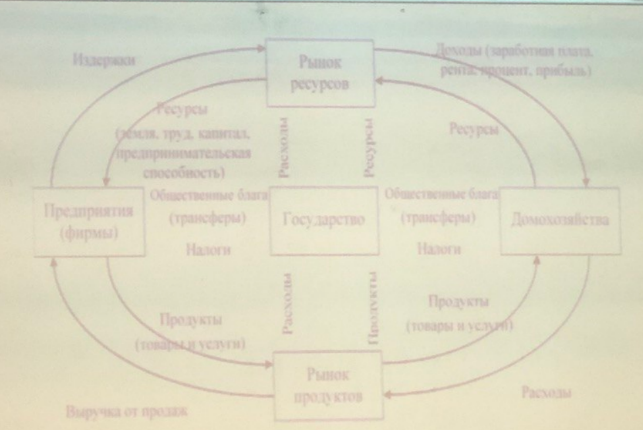 Издержки
Рынок
ресурсов
Доходы (заработная плата,
рента, процент, прибыль)
Ресурсы
(земля, труд, капитал,
предпринимательская
способность)
Расходы
Ресурсы
Ресурсы
Предприятия
(фирмы)
Общественные блага
(трансферы)
Налоги
Государство
Общественные блага
(трансферы)
Налоги
Домохозяйства
Продукты
(товары и услуги)
Расходы
Продукты
Продукты
(товары и услуги)
Рынок
продуктов
Выручка от продаж
Расходы